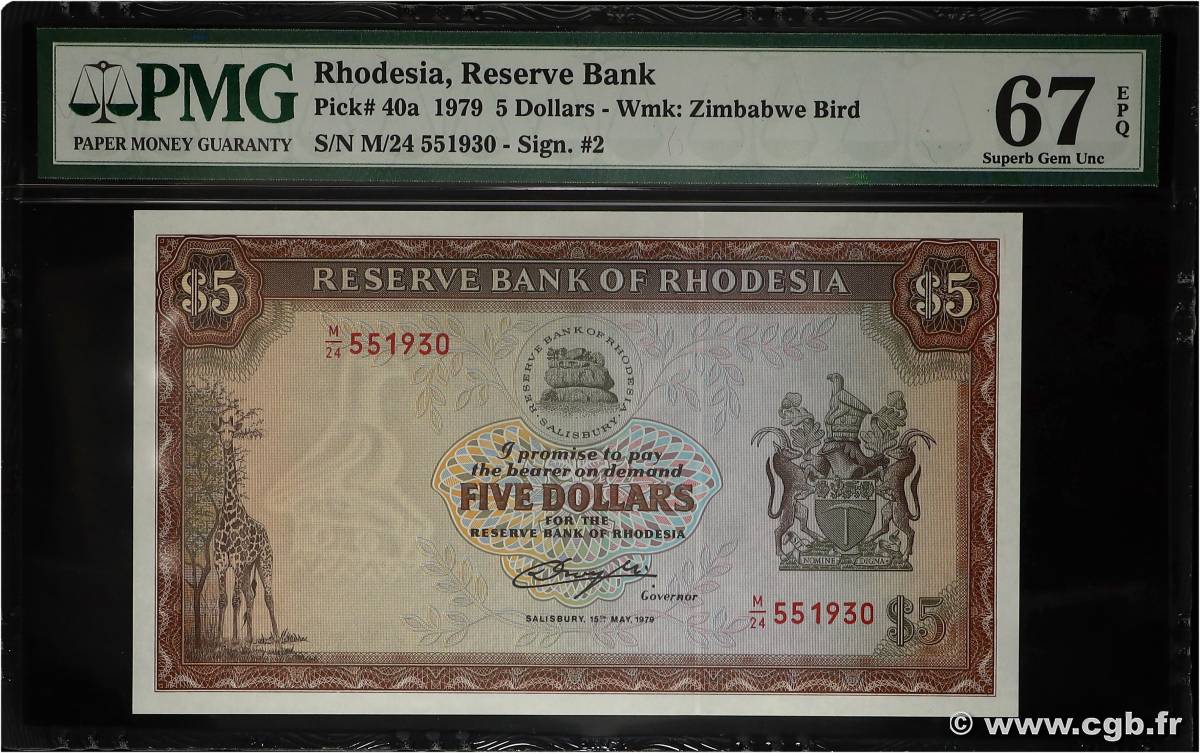 PMG
PAPER MONEY GUARANTY
Rhodesia, Reserve Bank
Pick# 40a 1979 5 Dollars - Wmk: Zimbabwe Bird
S/N M/24 551930 - Sign. #2
67
EPQ
Superb Gem Unc
$5
RESERVE BANK OF RHODESIA
$5
M/24 551930
RESERVE BANK OF RHODESIA
SALISBURY
I promise to pay
the bearer on demand
FIVE DOLLARS
FOR THE
RESERVE BANK OF RHODESIA
Governor
SALISBURY, 15TH MAY, 1979
NOMINE DIGNA
M/24 551930
$5
© www.cgb.fr